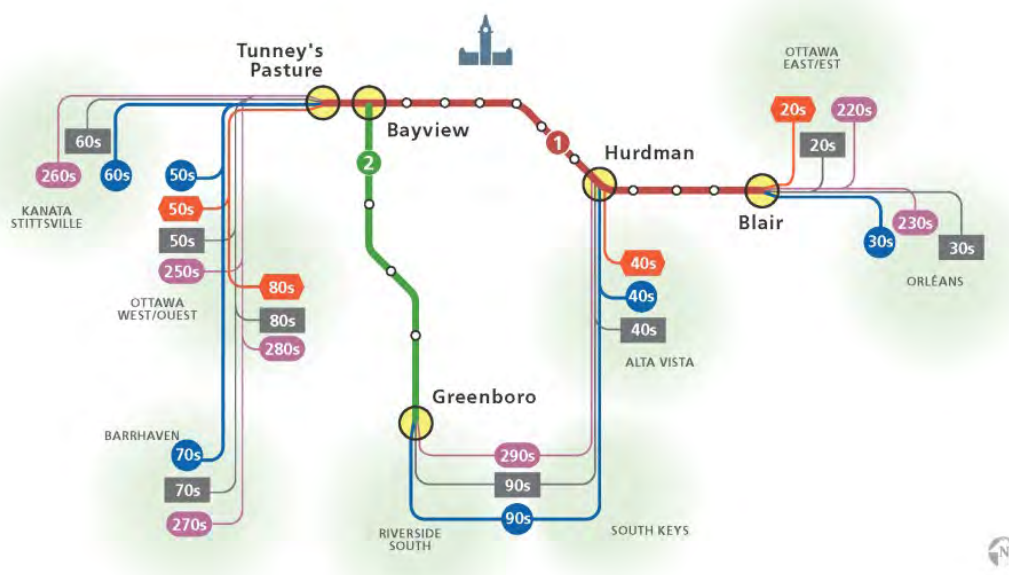 Tunney's
Pasture
OTTAWA
EAST/EST
Bayview
20s
220s
60s
20s
1
Hurdman
2
260s
60s
50s
KANATA
STITTSVILLE
50s
Blair
230s
50s
30s
30s
250s
40s
ORLÉANS
80s
OTTAWA
WEST/OUEST
40s
80s
40s
280s
ALTA VISTA
Greenboro
BARRHAVEN
70s
290s
70s
90s
270s
90s
RIVERSIDE
SOUTH
SOUTH KEYS
N